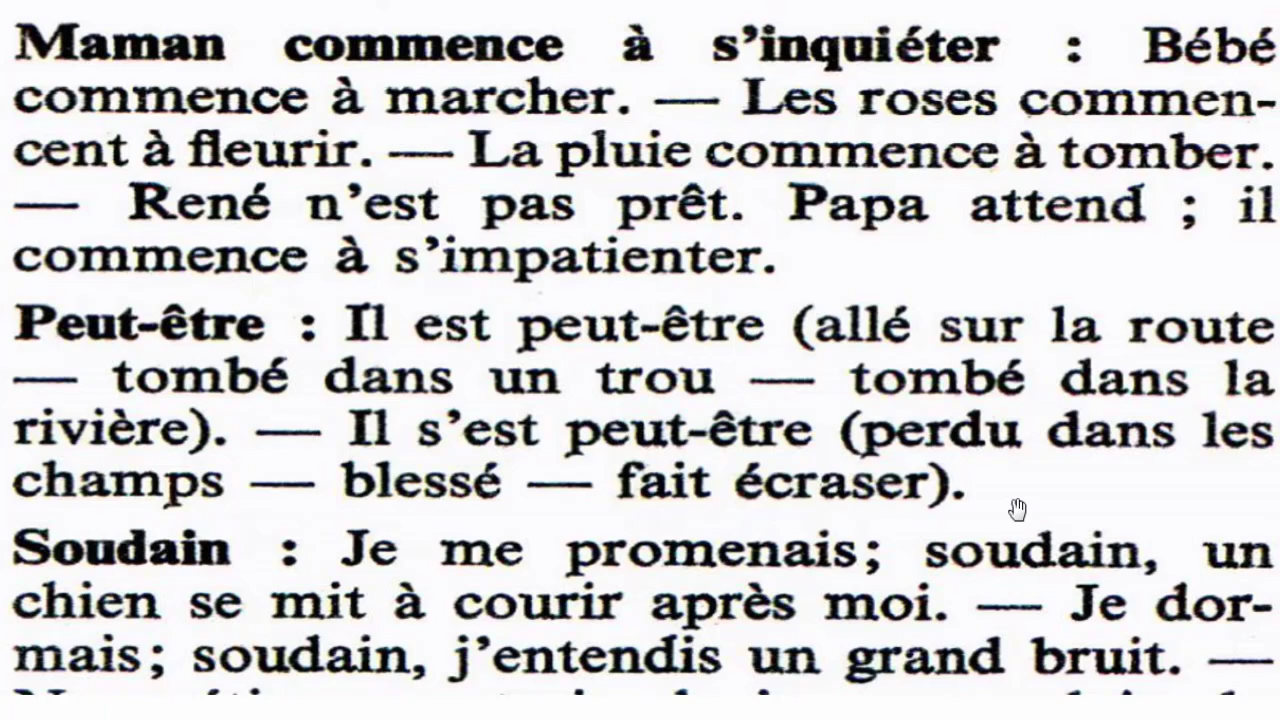 Maman commence à s'inquiéter : Bébé
commence à marcher. — Les roses commen-
cent à fleurir. — La pluie commence à tomber.
— René n'est pas prêt. Papa attend ; il
commence à s'impatienter.
Peut-être : Il est peut-être (allé sur la route
— tombé dans un trou — tombé dans la
rivière). — Il s'est peut-être (perdu dans les
champs — blessé — fait écraser).
Soudain : Je me promenais; soudain, un
chien se mit à courir après moi. — Je dor-
mais; soudain, j'entendis un grand bruit. —